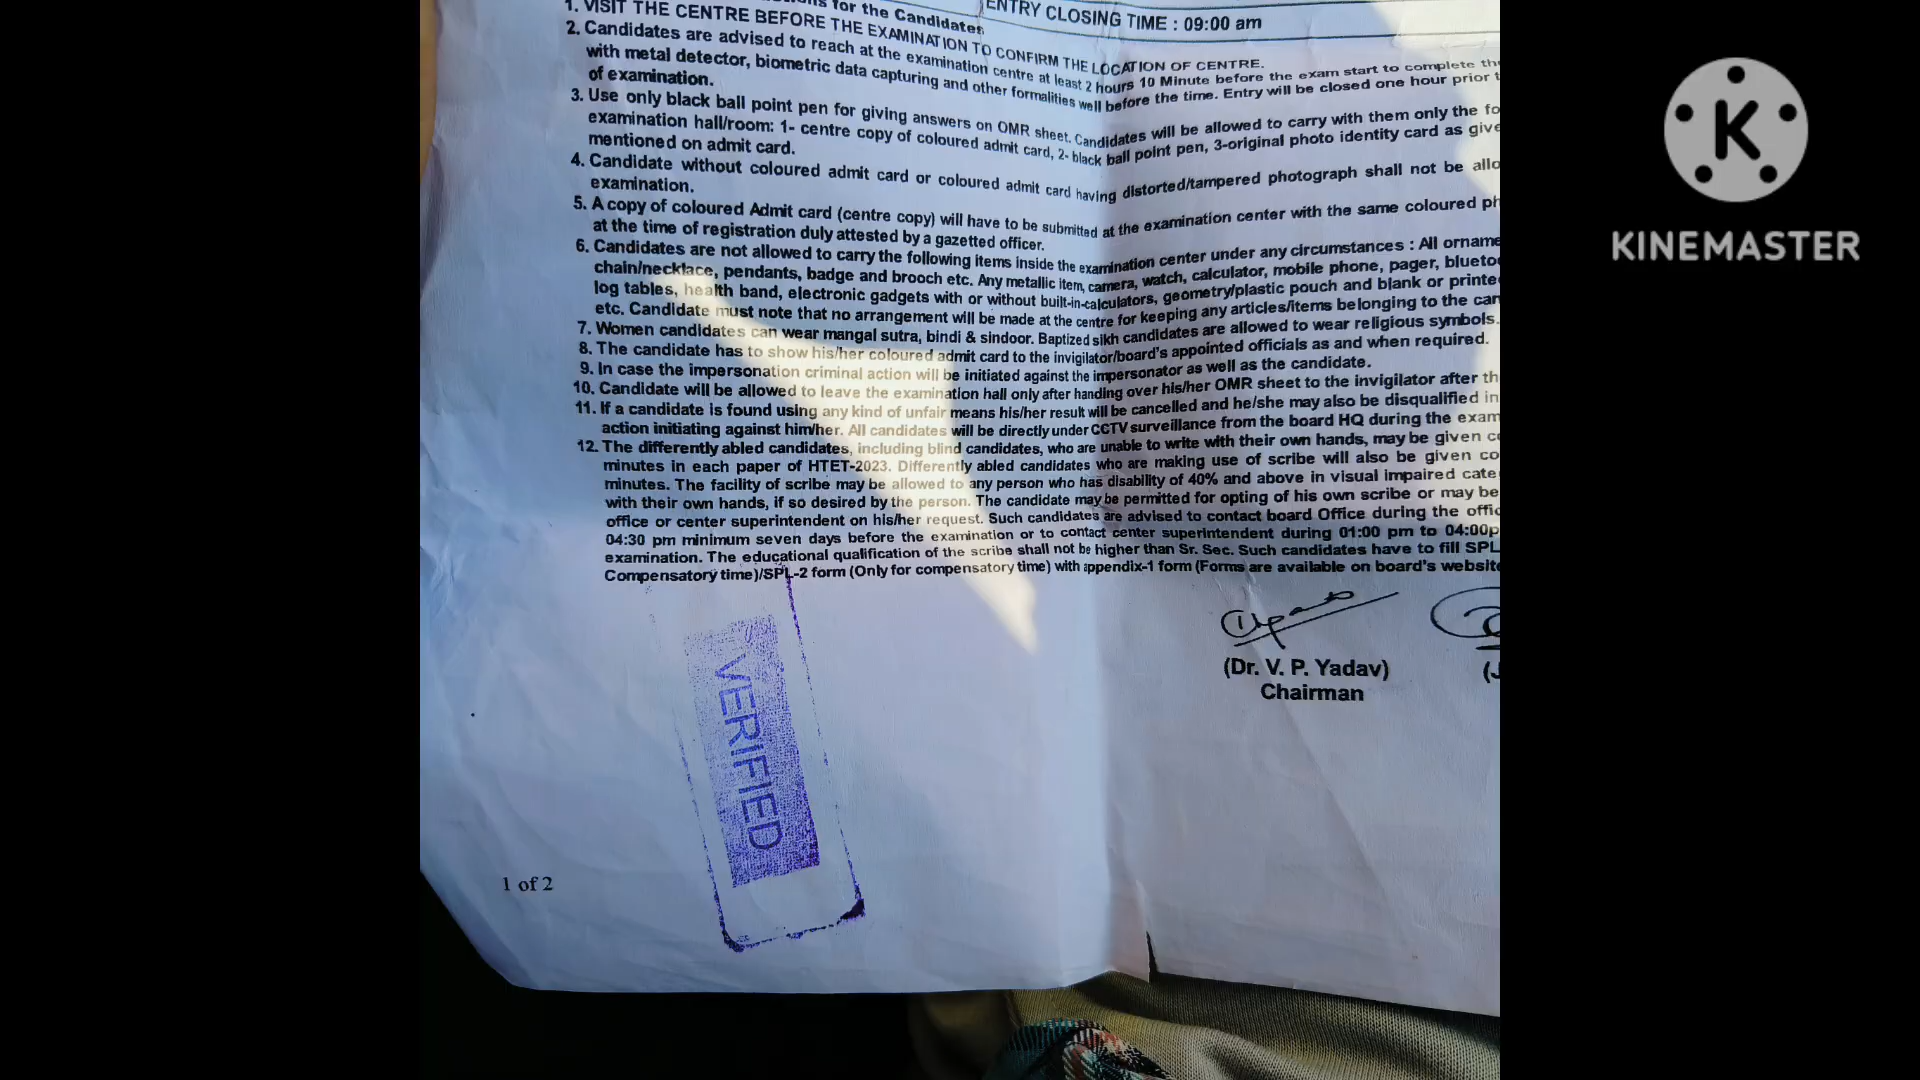 ns for the Candidates
ENTRY CLOSING TIME : 09:00 am
1. VISIT THE CENTRE BEFORE THE EXAMINATION TO CONFIRM THE LOCATION OF CENTRE.
2. Candidates are advised to reach at the examination centre at least 2 hours 10 Minute before the exam start to complete th
with metal detector, biometric data capturing and other formalities well before the time. Entry will be closed one hour prior t
of examination.
3. Use only black ball point pen for giving answers on OMR sheet. Candidates will be allowed to carry with them only the fo
examination hall/room: 1- centre copy of coloured admit card, 2- black ball point pen, 3-original photo identity card as give
mentioned on admit card.
4. Candidate without coloured admit card or coloured admit card having distorted/tampered photograph shall not be allo
examination.
5. A copy of coloured Admit card (centre copy) will have to be submitted at the examination center with the same coloured ph
at the time of registration duly attested by a gazetted officer.
6. Candidates are not allowed to carry the following items inside the examination center under any circumstances : All orname
chain/necklace, pendants, badge and brooch etc. Any metallic item, camera, watch, calculator, mobile phone, pager, blueto
log tables, health band, electronic gadgets with or without built-in-calculators, geometry/plastic pouch and blank or printe
etc. Candidate must note that no arrangement will be made at the centre for keeping any articles/items belonging to the can
7. Women candidates can wear mangal sutra, bindi & sindoor. Baptized sikh candidates are allowed to wear religious symbols.
8. The candidate has to show his/her coloured admit card to the invigilator/board's appointed officials as and when required.
9. In case the impersonation criminal action will be initiated against the impersonator as well as the candidate.
10. Candidate will be allowed to leave the examination hall only after handing over his/her OMR sheet to the invigilator after th
11. If a candidate is found using any kind of unfair means his/her result will be cancelled and he/she may also be disqualified in
action initiating against him/her. All candidates will be directly under CCTV surveillance from the board HQ during the exam
12. The differently abled candidates, including blind candidates, who are unable to write with their own hands, may be given co
minutes in each paper of HTET-2023. Differently abled candidates who are making use of scribe will also be given co
minutes. The facility of scribe may be allowed to any person who has disability of 40% and above in visual impaired cate
with their own hands, if so desired by the person. The candidate may be permitted for opting of his own scribe or may be
office or center superintendent on his/her request. Such candidates are advised to contact board Office during the offic
04:30 pm minimum seven days before the examination or to contact center superintendent during 01:00 pm to 04:00p
examination. The educational qualification of the scribe shall not be higher than Sr. Sec. Such candidates have to fill SPL
Compensatory time)/SPL-2 form (Only for compensatory time) with appendix-1 form (Forms are available on board's website
(Dr. V. P. Yadav)
Chairman
(J
VERIFIED
1 of 2
K
KINEMASTER